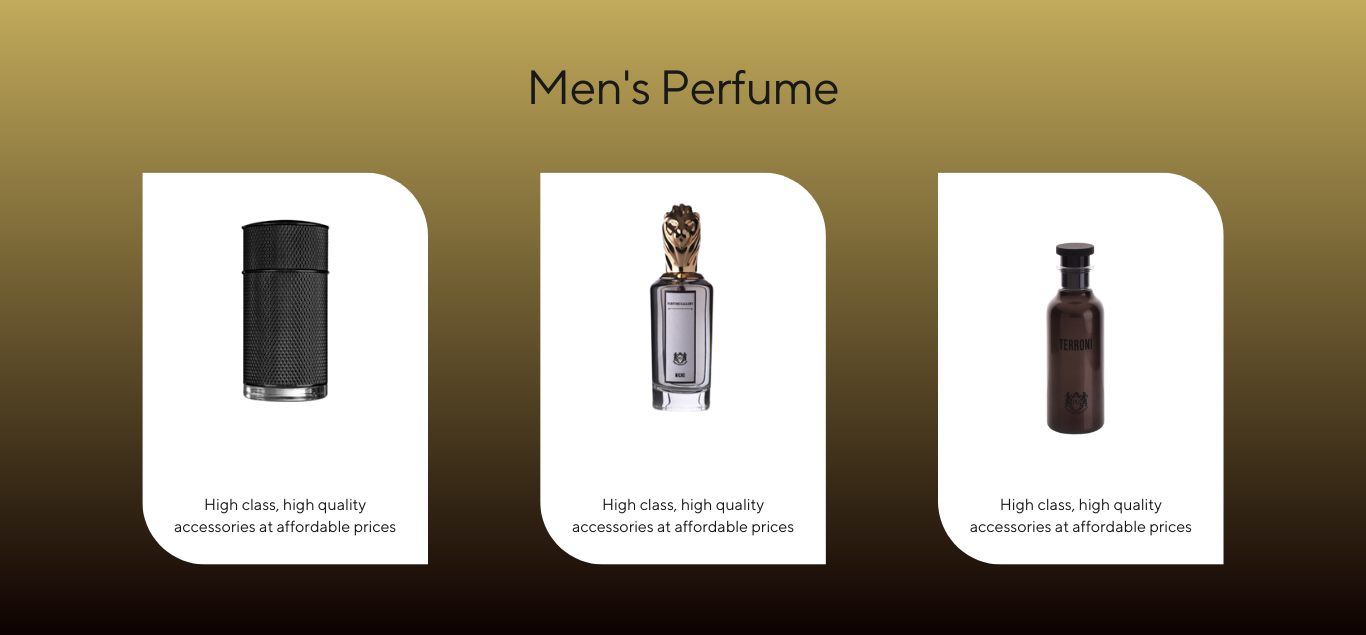 Men's Perfume
High class, high quality
accessories at affordable prices
NICHE
High class, high quality
accessories at affordable prices
TERRONI
High class, high quality
accessories at affordable prices